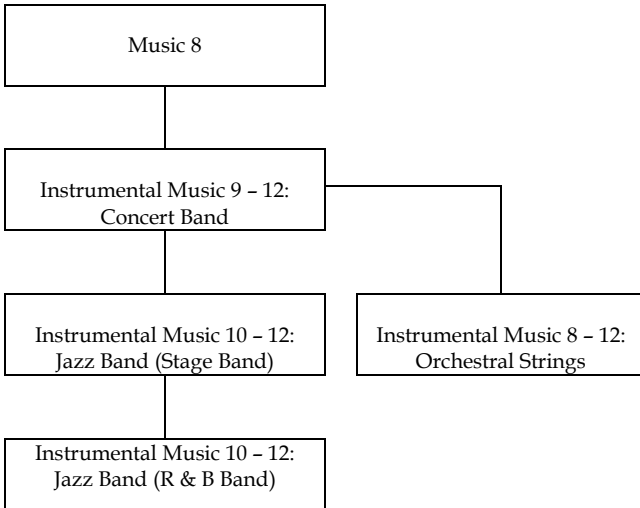 Music 8
Instrumental Music 9 – 12:
Concert Band
Instrumental Music 10 – 12:
Jazz Band (Stage Band)
Instrumental Music 8 – 12:
Orchestral Strings
Instrumental Music 10 – 12:
Jazz Band (R & B Band)